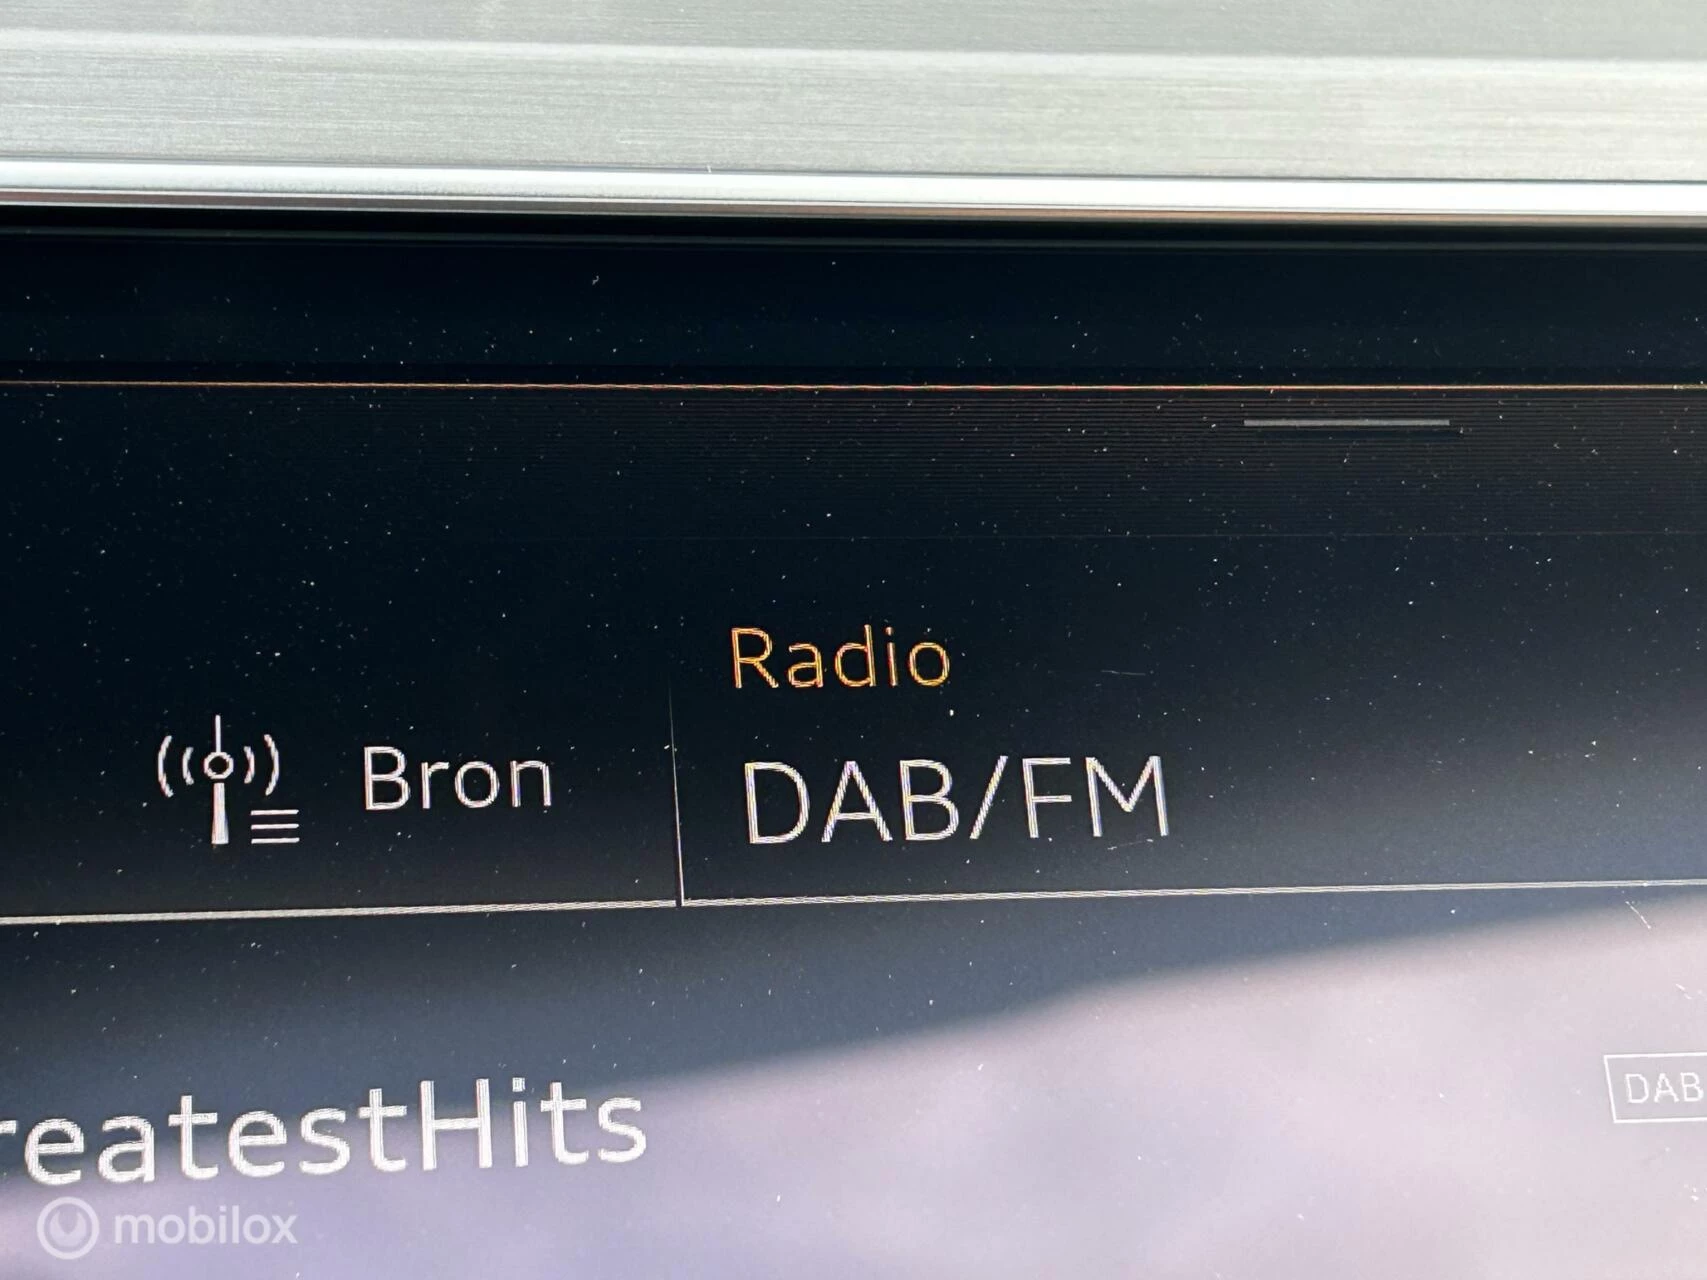 Radio
Bron
DAB/FM
reatestHits
DAB
mobilox